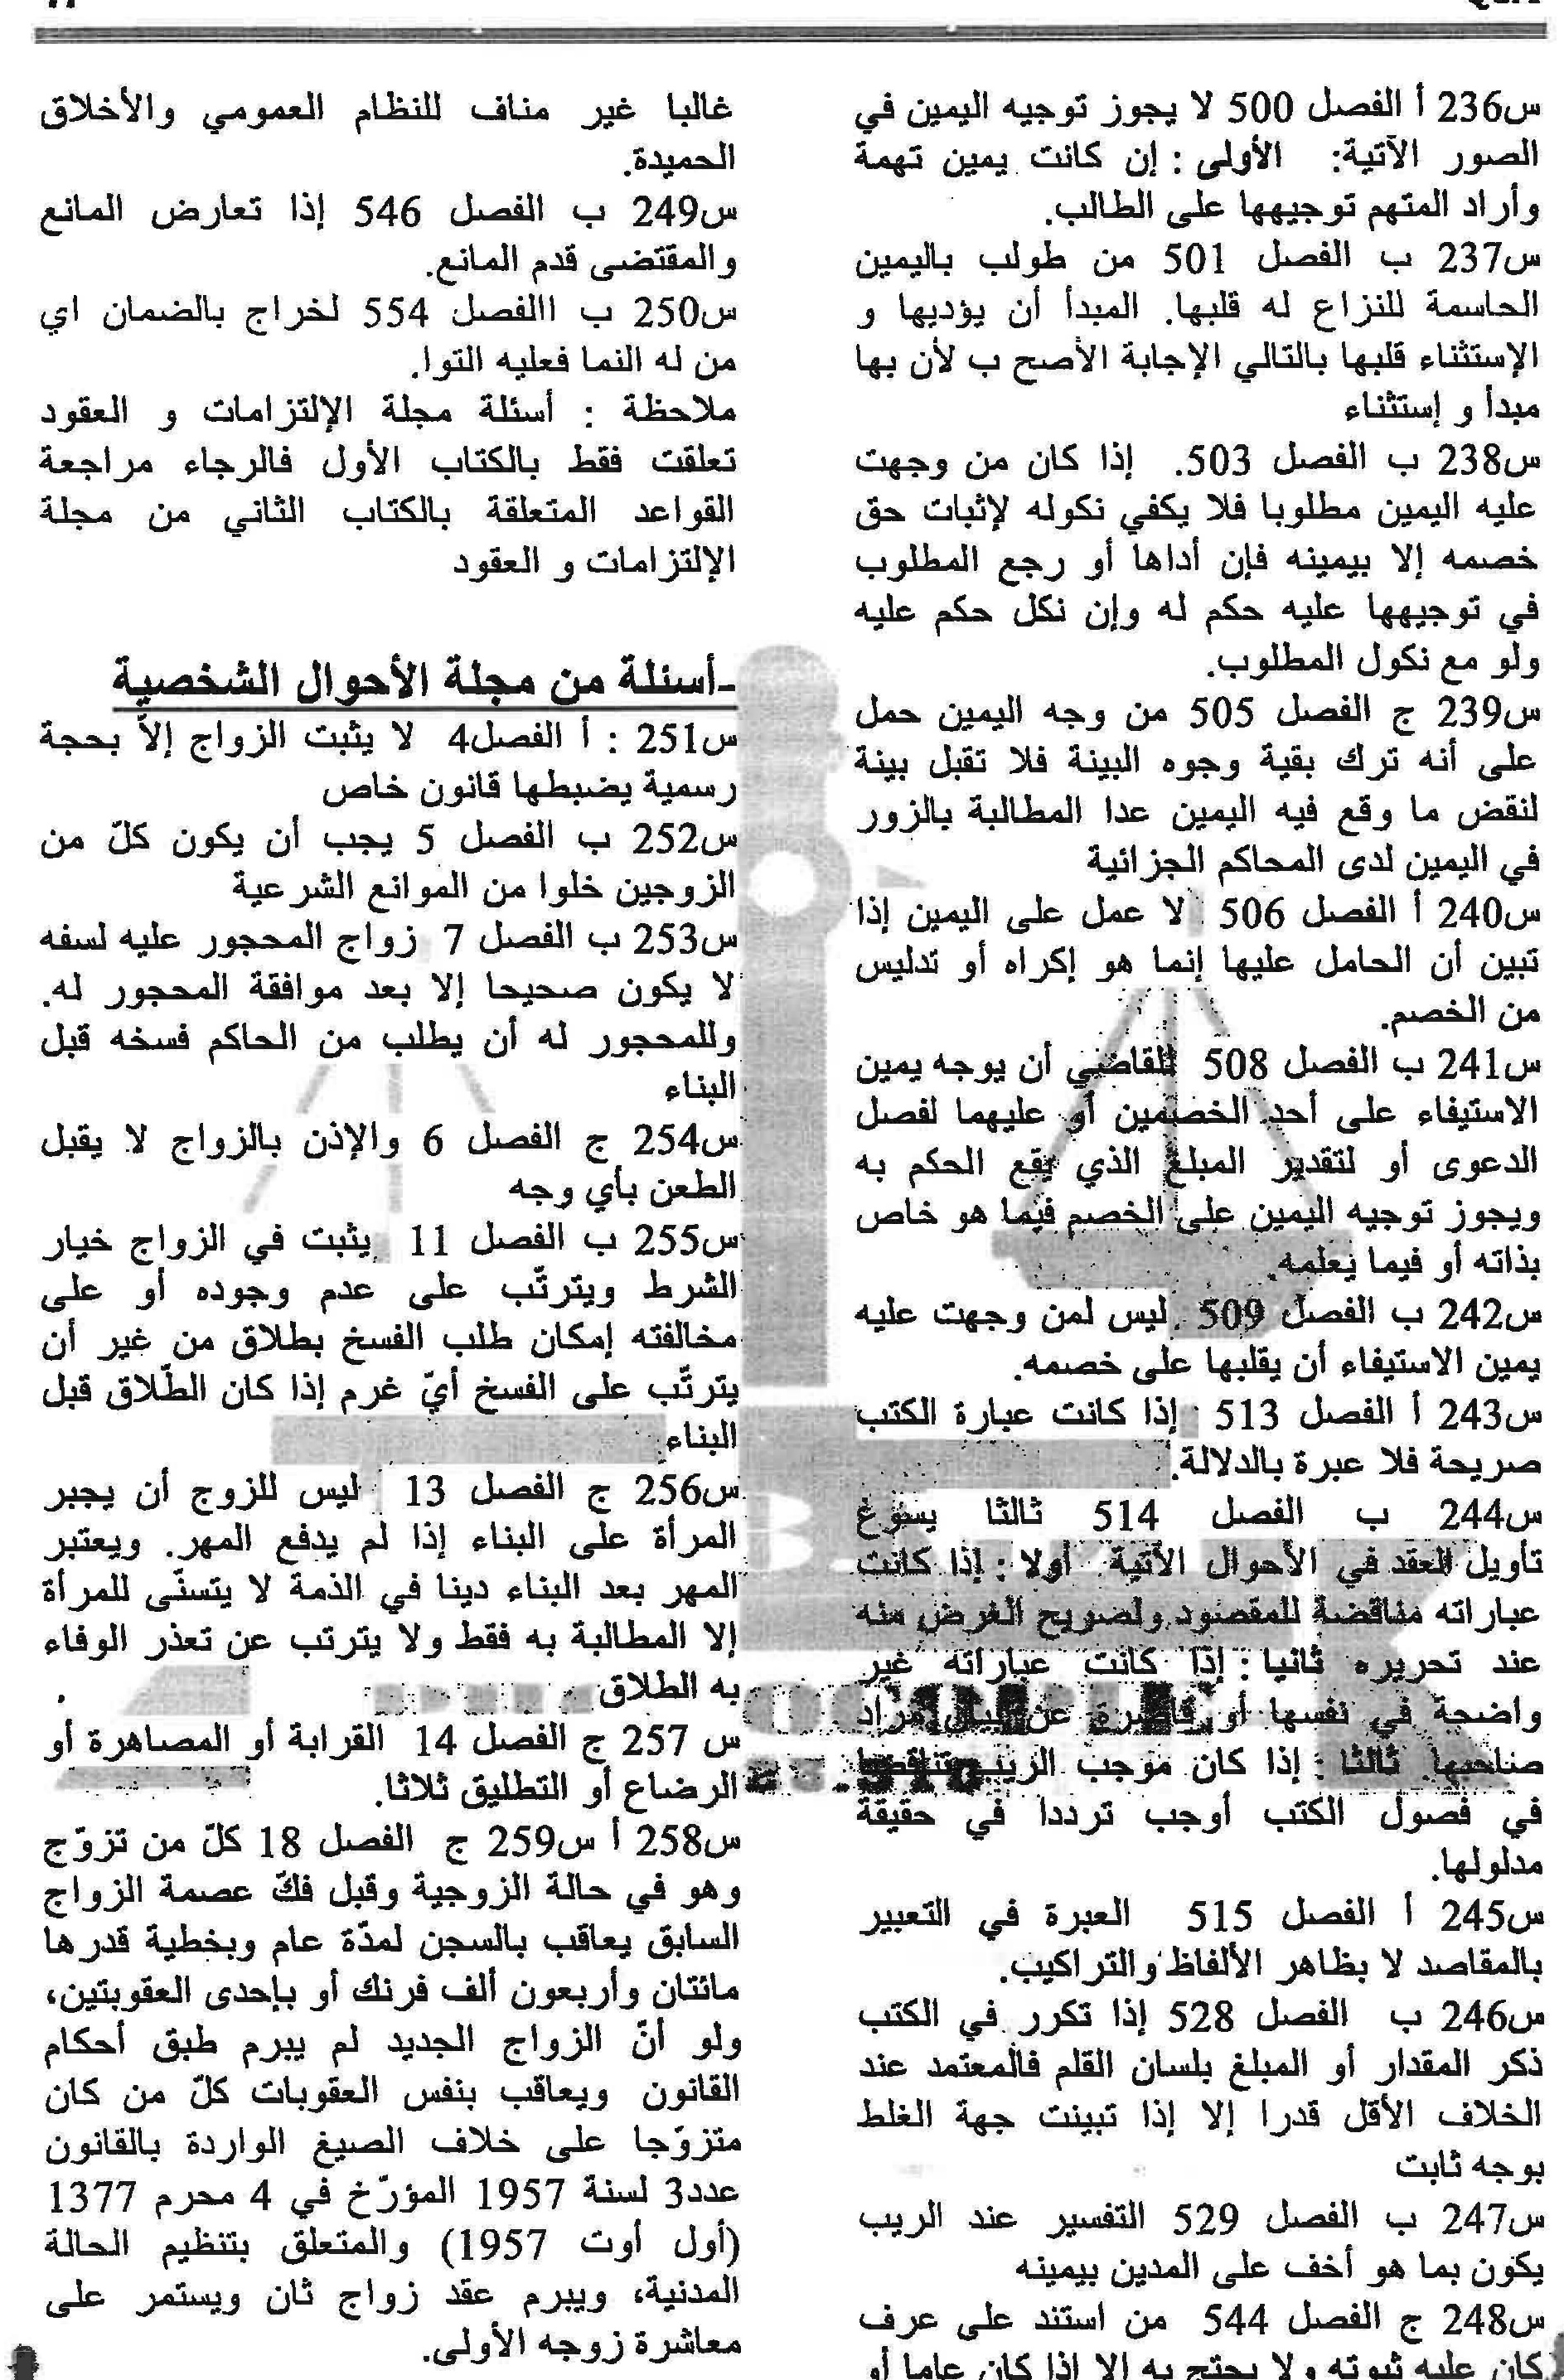 س236 أ الفصل 500 لا يجوز توجيه اليمين في
الصور الآتية: الأولى : إن كانت يمين تهمة
وأراد المتهم توجيهها على الطالب.
س237 ب الفصل 501 من طولب باليمين
الحاسمة للنزاع له قلبها. المبدأ أن يؤديها و
الإستثناء قلبها بالتالي الإجابة الأصح ب لأن بها
مبدأ و إستثناء
س238 ب الفصل 503. إذا كان من وجهت
عليه اليمين مطلوبا فلا يكفي نكوله لإثبات حق
خصمه إلا بيمينه فإن أداها أو رجع المطلوب
في توجيهها عليه حكم له وإن نكل حكم عليه
ولو مع نكول المطلوب.
س239 ج الفصل 505 من وجه اليمين حمل
على أنه ترك بقية وجوه البينة فلا تقبل بينة
لنقض ما وقع فيه اليمين عدا المطالبة بالزور
في اليمين لدى المحاكم الجزائية
س240 أ الفصل 506 لا عمل على اليمين إذا
تبين أن الحامل عليها إنما هو إكراه أو تدليس
من الخصم.
س241 ب الفصل 508 للقاضي أن يوجه يمين
الاستيفاء على أحد الخصمين أو عليهما لفصل
الدعوى أو لتقدير المبلغ الذي يقع الحكم به
ويجوز توجيه اليمين على الخصم فيما هو خاص
بذاته أو فيما يعلمه.
س242 ب الفصل 509 ليس لمن وجهت عليه
يمين الاستيفاء أن يقلبها على خصمه.
س243 أ الفصل 513 إذا كانت عبارة الكتب
صريحة فلا عبرة بالدلالة.
س244 ب الفصل 514 ثالثا يسوغ
تأويل العقد في الأحوال الآتية أولا : إذا كانت
عباراته مناقضة للمقصود ولصريح الغرض منه
عند تحريره ثانيا : إذا كانت عباراته غير
واضحة في نفسها أو قاصرة عن بيان مراد
صاحبها. ثالثا : إذا كان موجب الريب تناقضا
في فصول الكتب أوجب ترددا في حقيقة
مدلولها.
س245 أ الفصل 515 العبرة في التعبير
بالمقاصد لا بظاهر الألفاظ والتراكيب.
س246 ب الفصل 528 إذا تكرر في الكتب
ذكر المقدار أو المبلغ بلسان القلم فالمعتمد عند
الخلاف الأقل قدرا إلا إذا تبينت جهة الغلط
بوجه ثابت
س247 ب الفصل 529 التفسير عند الريب
يكون بما هو أخف على المدين بيمينه
س248 ج الفصل 544 من استند على عرف
كان عليه ثبوته ولا يحتج به إلا إذا كان عاما أو
غالبا غير مناف للنظام العمومي والأخلاق
الحميدة.
س249 ب الفصل 546 إذا تعارض المانع
والمقتضى قدم المانع.
س250 ب االفصل 554 لخراج بالضمان اي
من له النما فعليه التوا.
ملاحظة : أسئلة مجلة الإلتزامات و العقود
تعلقت فقط بالكتاب الأول فالرجاء مراجعة
القواعد المتعلقة بالكتاب الثاني من مجلة
الإلتزامات و العقود
-أسئلة من مجلة الأحوال الشخصية
س251 : أ الفصل4 لا يثبت الزواج إلاّ بحجة
رسمية يضبطها قانون خاص
س252 ب الفصل 5 يجب أن يكون كلّ من
الزوجين خلوا من الموانع الشرعية
س253 ب الفصل 7 زواج المحجور عليه لسفه
لا يكون صحيحا إلا بعد موافقة المحجور له.
وللمحجور له أن يطلب من الحاكم فسخه قبل
البناء
س254 ج الفصل 6 والإذن بالزواج لا يقبل
الطعن بأي وجه
س255 ب الفصل 11 يثبت في الزواج خيار
الشرط ويترتّب على عدم وجوده أو على
مخالفته إمكان طلب الفسخ بطلاق من غير أن
يترتّب على الفسخ أيّ غرم إذا كان الطّلاق قبل
البناء.
س256 ج الفصل 13 ليس للزوج أن يجبر
المرأة على البناء إذا لم يدفع المهر. ويعتبر
المهر بعد البناء دينا في الذمة لا يتسنّى للمرأة
إلا المطالبة به فقط ولا يترتب عن تعذر الوفاء
به الطلاق.
س 257 ج الفصل 14 القرابة أو المصاهرة أو
الرضاع أو التطليق ثلاثا.
س258 أ س259 ج الفصل 18 كلّ من تزوّج
وهو في حالة الزوجية وقبل فكّ عصمة الزواج
السابق يعاقب بالسجن لمدّة عام وبخطية قدرها
مائتان وأربعون ألف فرنك أو بإحدى العقوبتين،
ولو أنّ الزواج الجديد لم يبرم طبق أحكام
القانون ويعاقب بنفس العقوبات كلّ من كان
متزوّجا على خلاف الصيغ الواردة بالقانون
عدد3 لسنة 1957 المؤرّخ في 4 محرم 1377
(أول أوت 1957) والمتعلق بتنظيم الحالة
المدنية، ويبرم عقد زواج ثان ويستمر على
معاشرة زوجه الأولى.